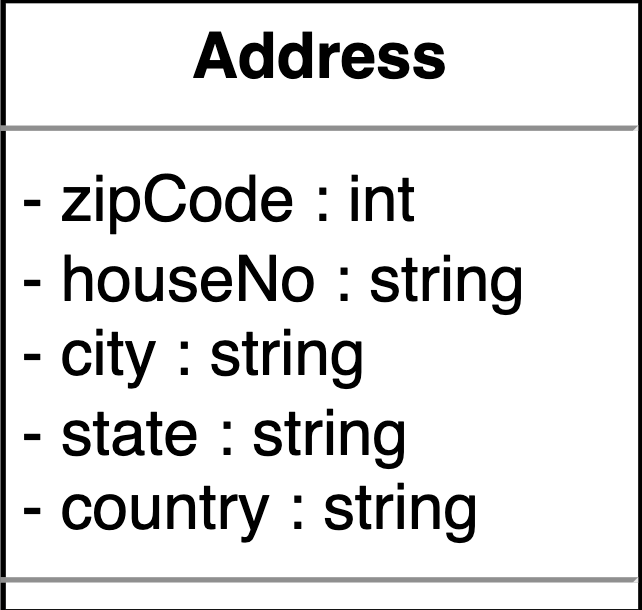 Address
- zipCode : int
- houseNo : string
- city : string
- state : string
- country : string